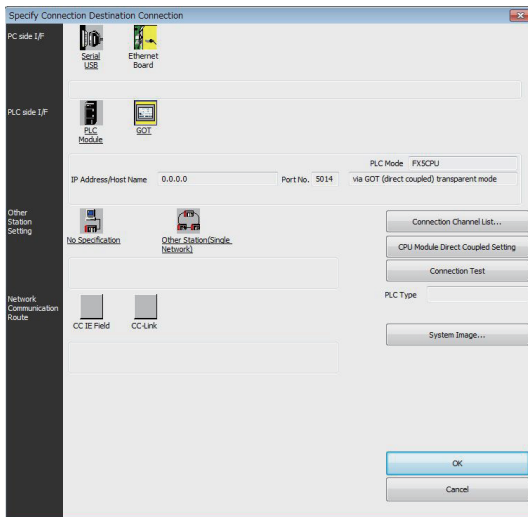 Specify Connection Destination Connection
PC side I/F
Serial
USB
Ethernet
Board
PLC side I/F
PLC
Module
GOT
PLC Mode FX5CPU
IP Address/Host Name 0.0.0.0 Port No. 5014 via GOT (direct coupled) transparent mode
Other
Station
Setting
No Specification
Other Station(Single
Network)
Connection Channel List...
CPU Module Direct Coupled Setting
Connection Test
PLC Type
Network
Communication
Route
CC IE Field
CC-Link
System Image...
OK
Cancel